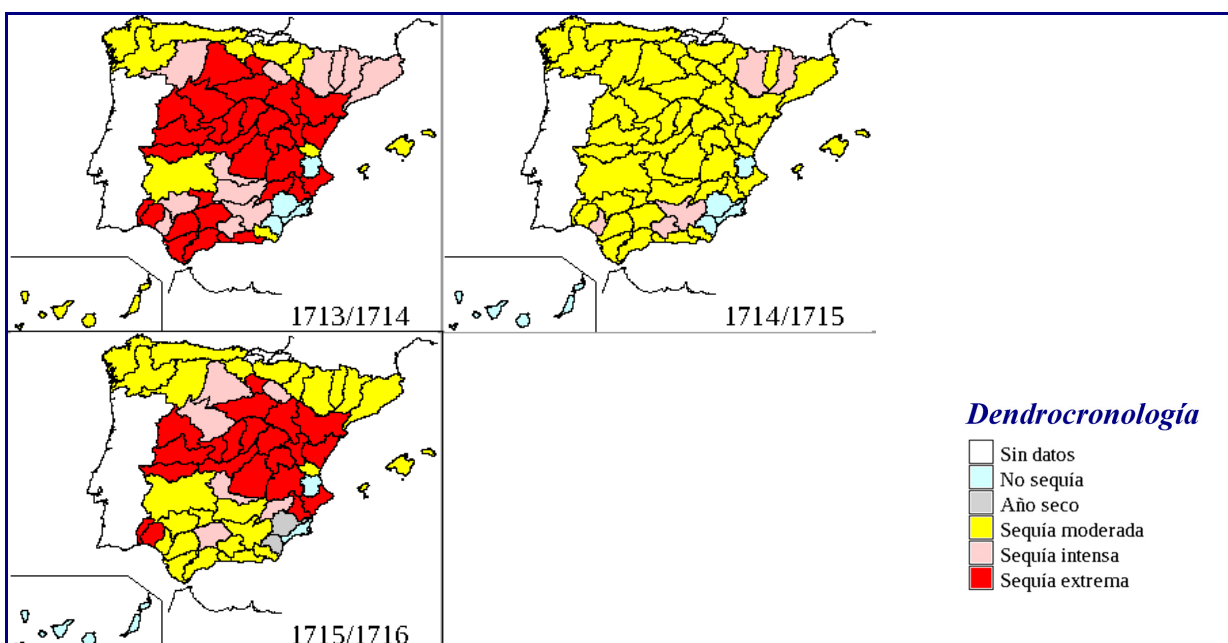 1713/1714
1714/1715
1715/1716
Dendrocronología
Sin datos
No sequía
Año seco
Sequía moderada
Sequía intensa
Sequía extrema